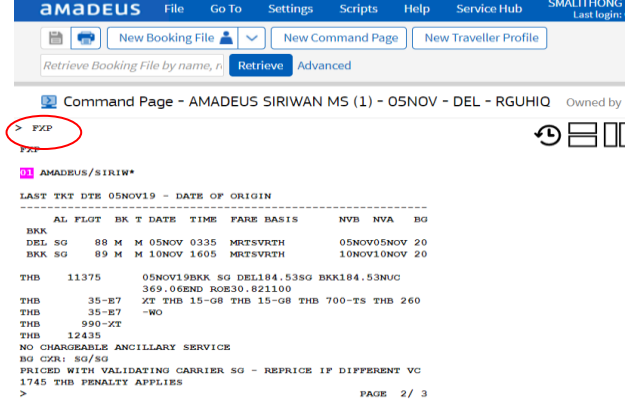 aмaDEUS File Go To Settings Scripts Help Service Hub SMALITHONG
Last login:
New Booking File New Command Page New Traveller Profile
Retrieve Booking File by name, r Retrieve Advanced
Command Page - AMADEUS SIRIWAN MS (1) - 05NOV - DEL - RGUHIQ Owned by
> FXP
FXP
01 AMADEUS/SIRIW*
LAST TKT DTE 05NOV19 - DATE OF ORIGIN
------------------------------------------------------------
AL FLGT BK T DATE TIME FARE BASIS NVB NVA BG
BKK
DEL SG 88 M M 05NOV 0335 MRTSVRTH 05NOV05NOV 20
BKK SG 89 M M 10NOV 1605 MRTSVRTH 10NOV10NOV 20
THB 11375 05NOV19BKK SG DEL184.53SG BKK184.53NUC
369.06END ROE30.821100
THB 35-E7 XT THB 15-G8 THB 15-G8 THB 700-TS THB 260
THB 35-E7 -WO
THB 990-XT
THB 12435
NO CHARGEABLE ANCILLARY SERVICE
BG CXR: SG/SG
PRICED WITH VALIDATING CARRIER SG - REPRICE IF DIFFERENT VC
1745 THB PENALTY APPLIES
> PAGE 2/ 3